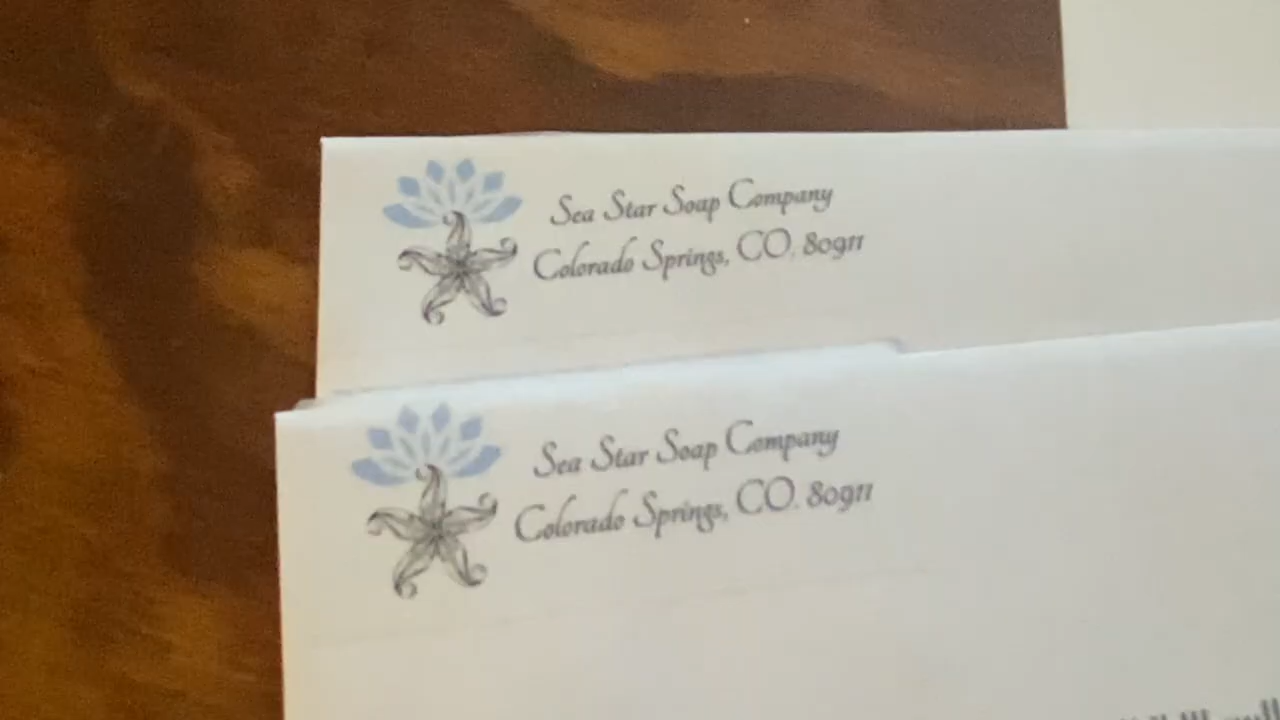 Sea Star Soap Company
Colorado Springs, CO, 80911
Sea Star Soap Company
Colorado Springs, CO. 80911